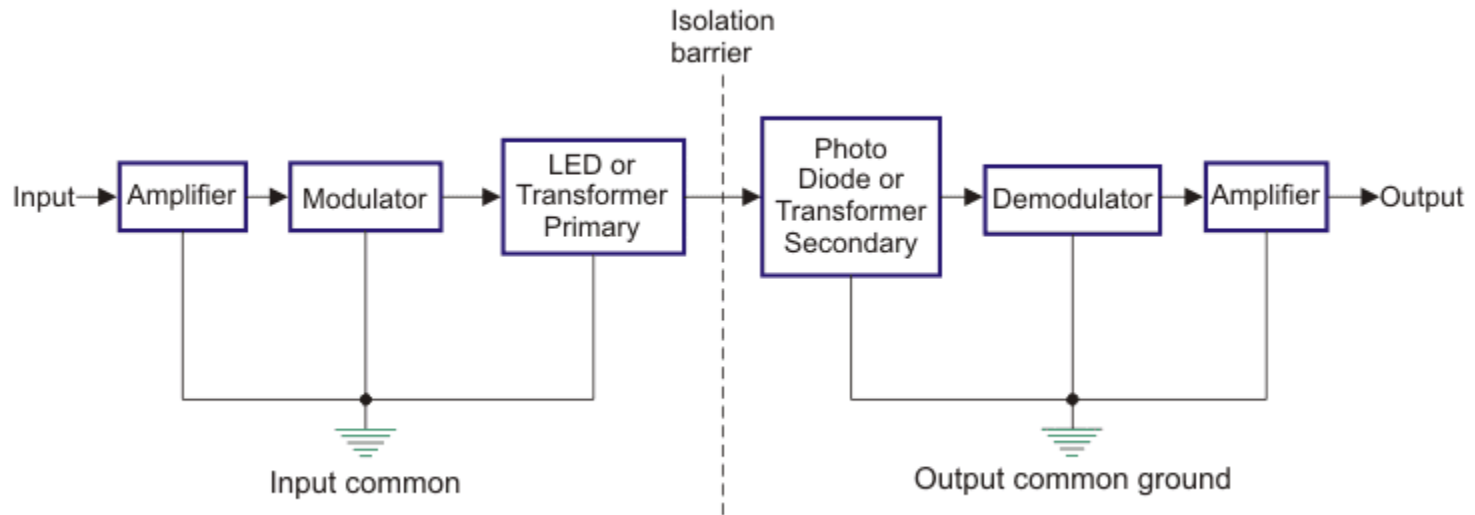 Isolation
barrier
Input
Amplifier
Modulator
LED or
Transformer
Primary
Photo
Diode or
Transformer
Secondary
Demodulator
Amplifier
Output
Input common
Output common ground